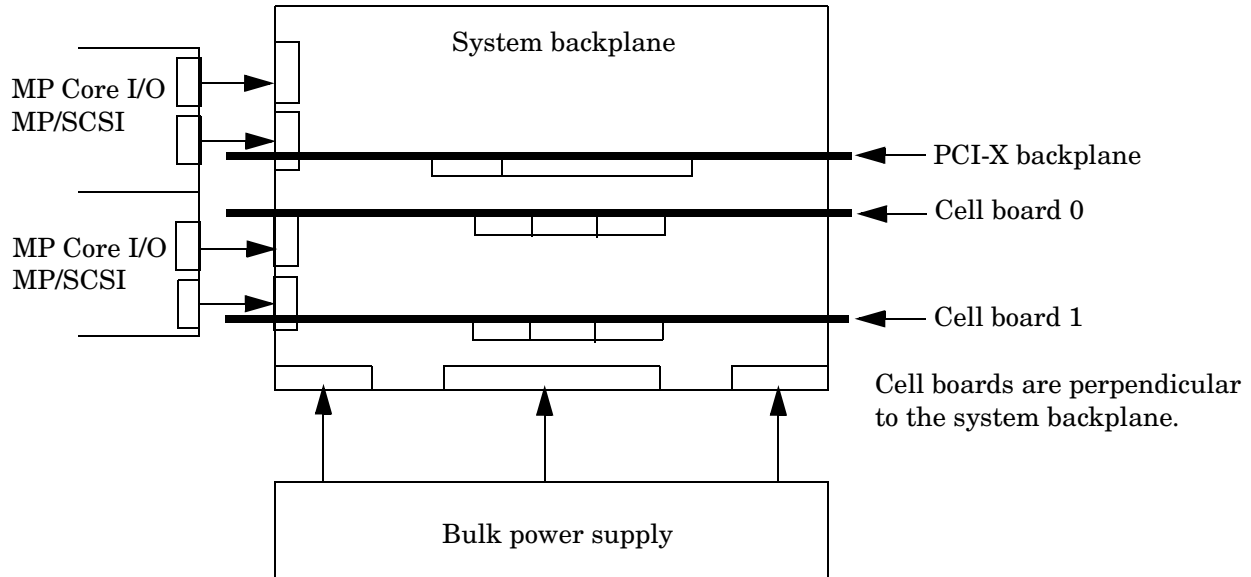 System backplane
MP Core I/O
MP/SCSI
PCI-X backplane
Cell board 0
MP Core I/O
MP/SCSI
Cell board 1
Cell boards are perpendicular
to the system backplane.
Bulk power supply